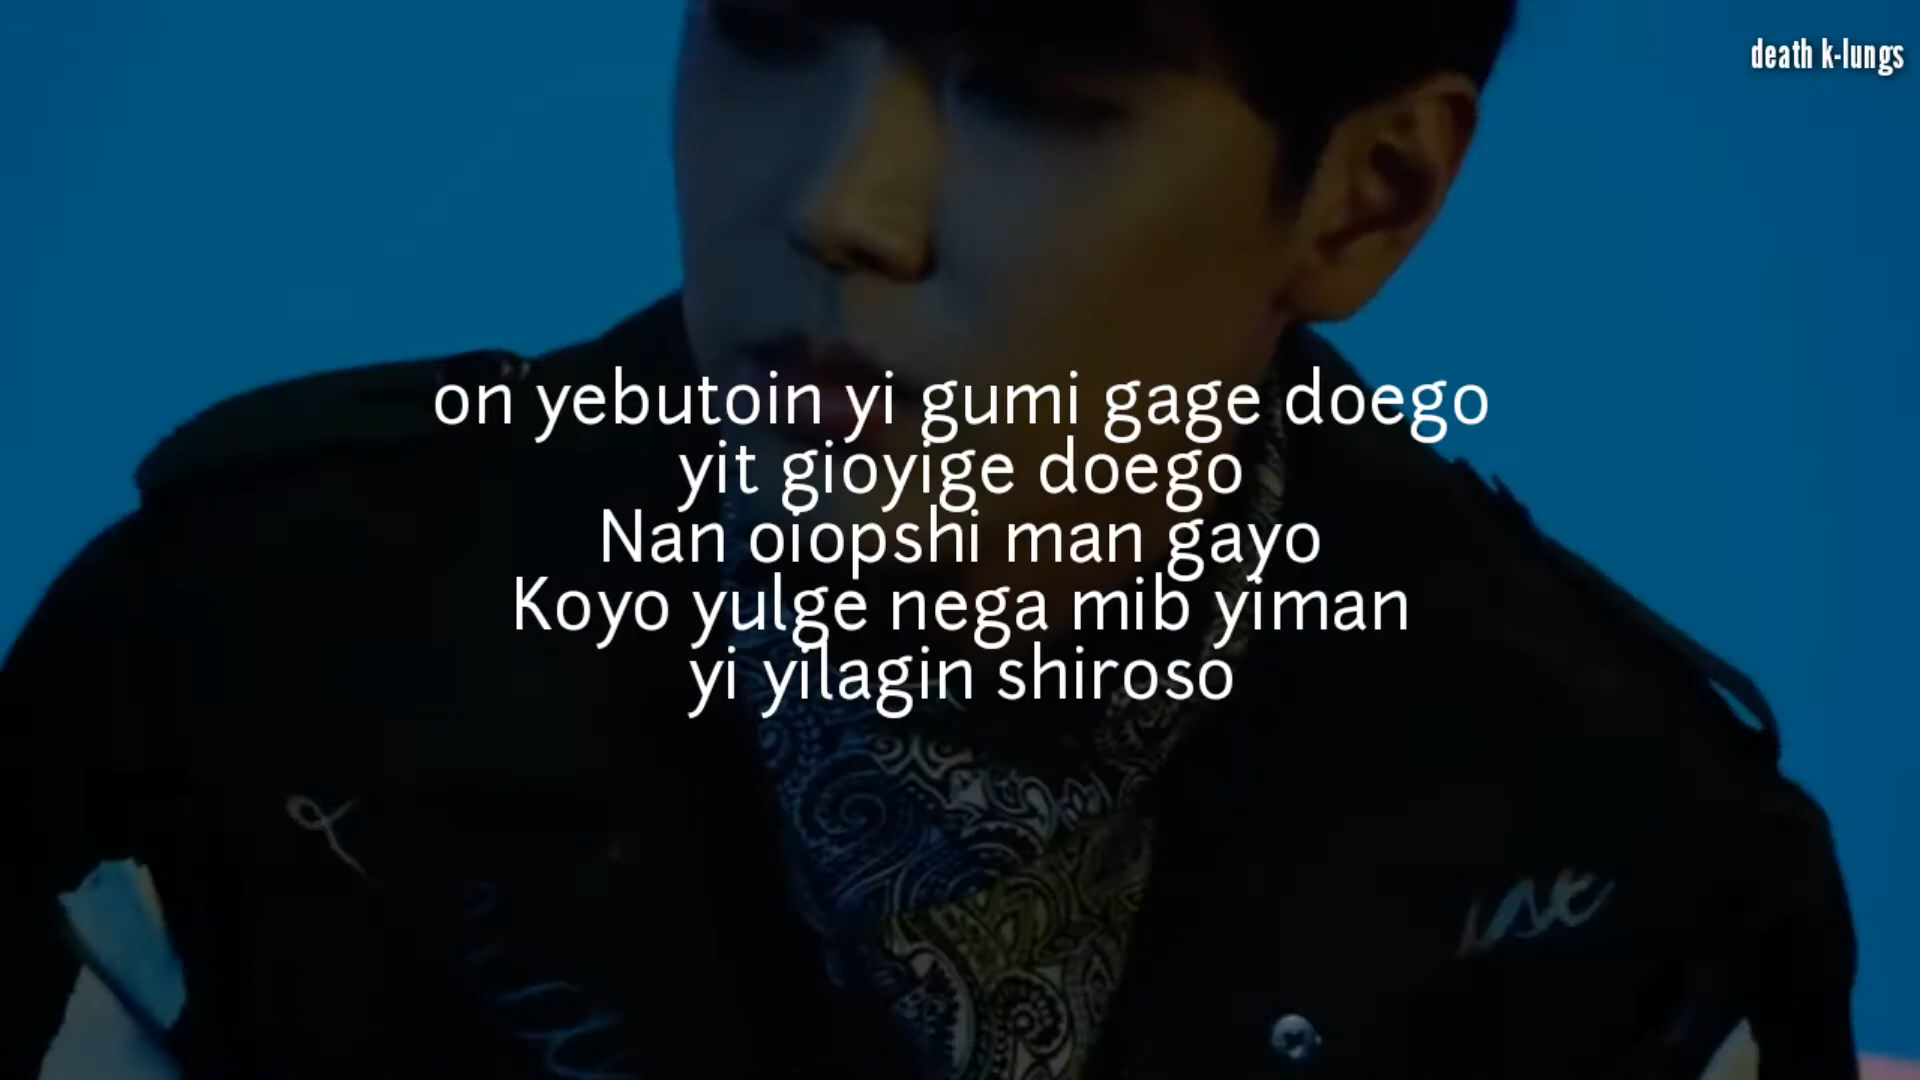 death k-lungs
on yebutoin yi gumi gage doego
yit gioyige doego
Nan oiopshi man gayo
Koyo yulge nega mib yiman
yi yilagin shiroso